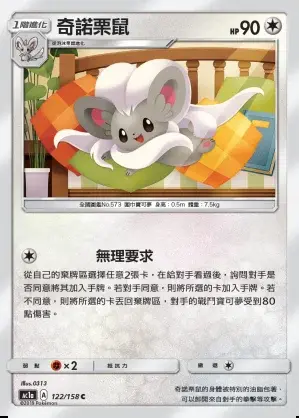 1階進化
奇諾栗鼠
HP 90
從泡沫栗鼠進化
全國圖鑑No.573 圍巾寶可夢 身高：0.5m 體重：7.5kg
無理要求
從自己的棄牌區選擇任意2張卡，在給對手看過後，詢問對手是
否同意將其加入手牌。若對手同意，則將所選的卡加入手牌。若
不同意，則將所選的卡丟回棄牌區，對手的戰鬥寶可夢受到80
點傷害。
弱點 ×2 抵抗力 撤退
illus.0313
AC1a A 122/158 C
©2019 Pokémon
奇諾栗鼠的身體被特別的油脂包著，
可以卸開來自對手的拳擊等攻擊。